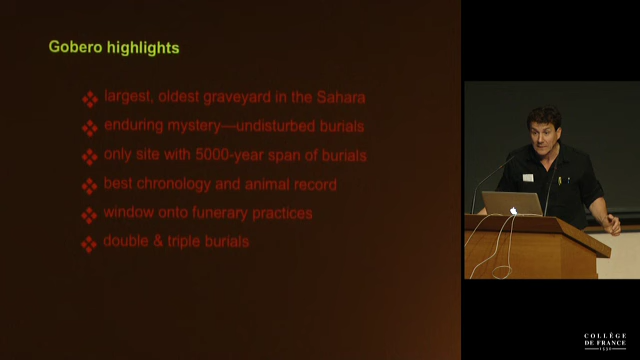 Gobero highlights
largest, oldest graveyard in the Sahara
enduring mystery—undisturbed burials
only site with 5000-year span of burials
best chronology and animal record
window onto funerary practices
double & triple burials
COLLÈGE
DE FRANCE
1530